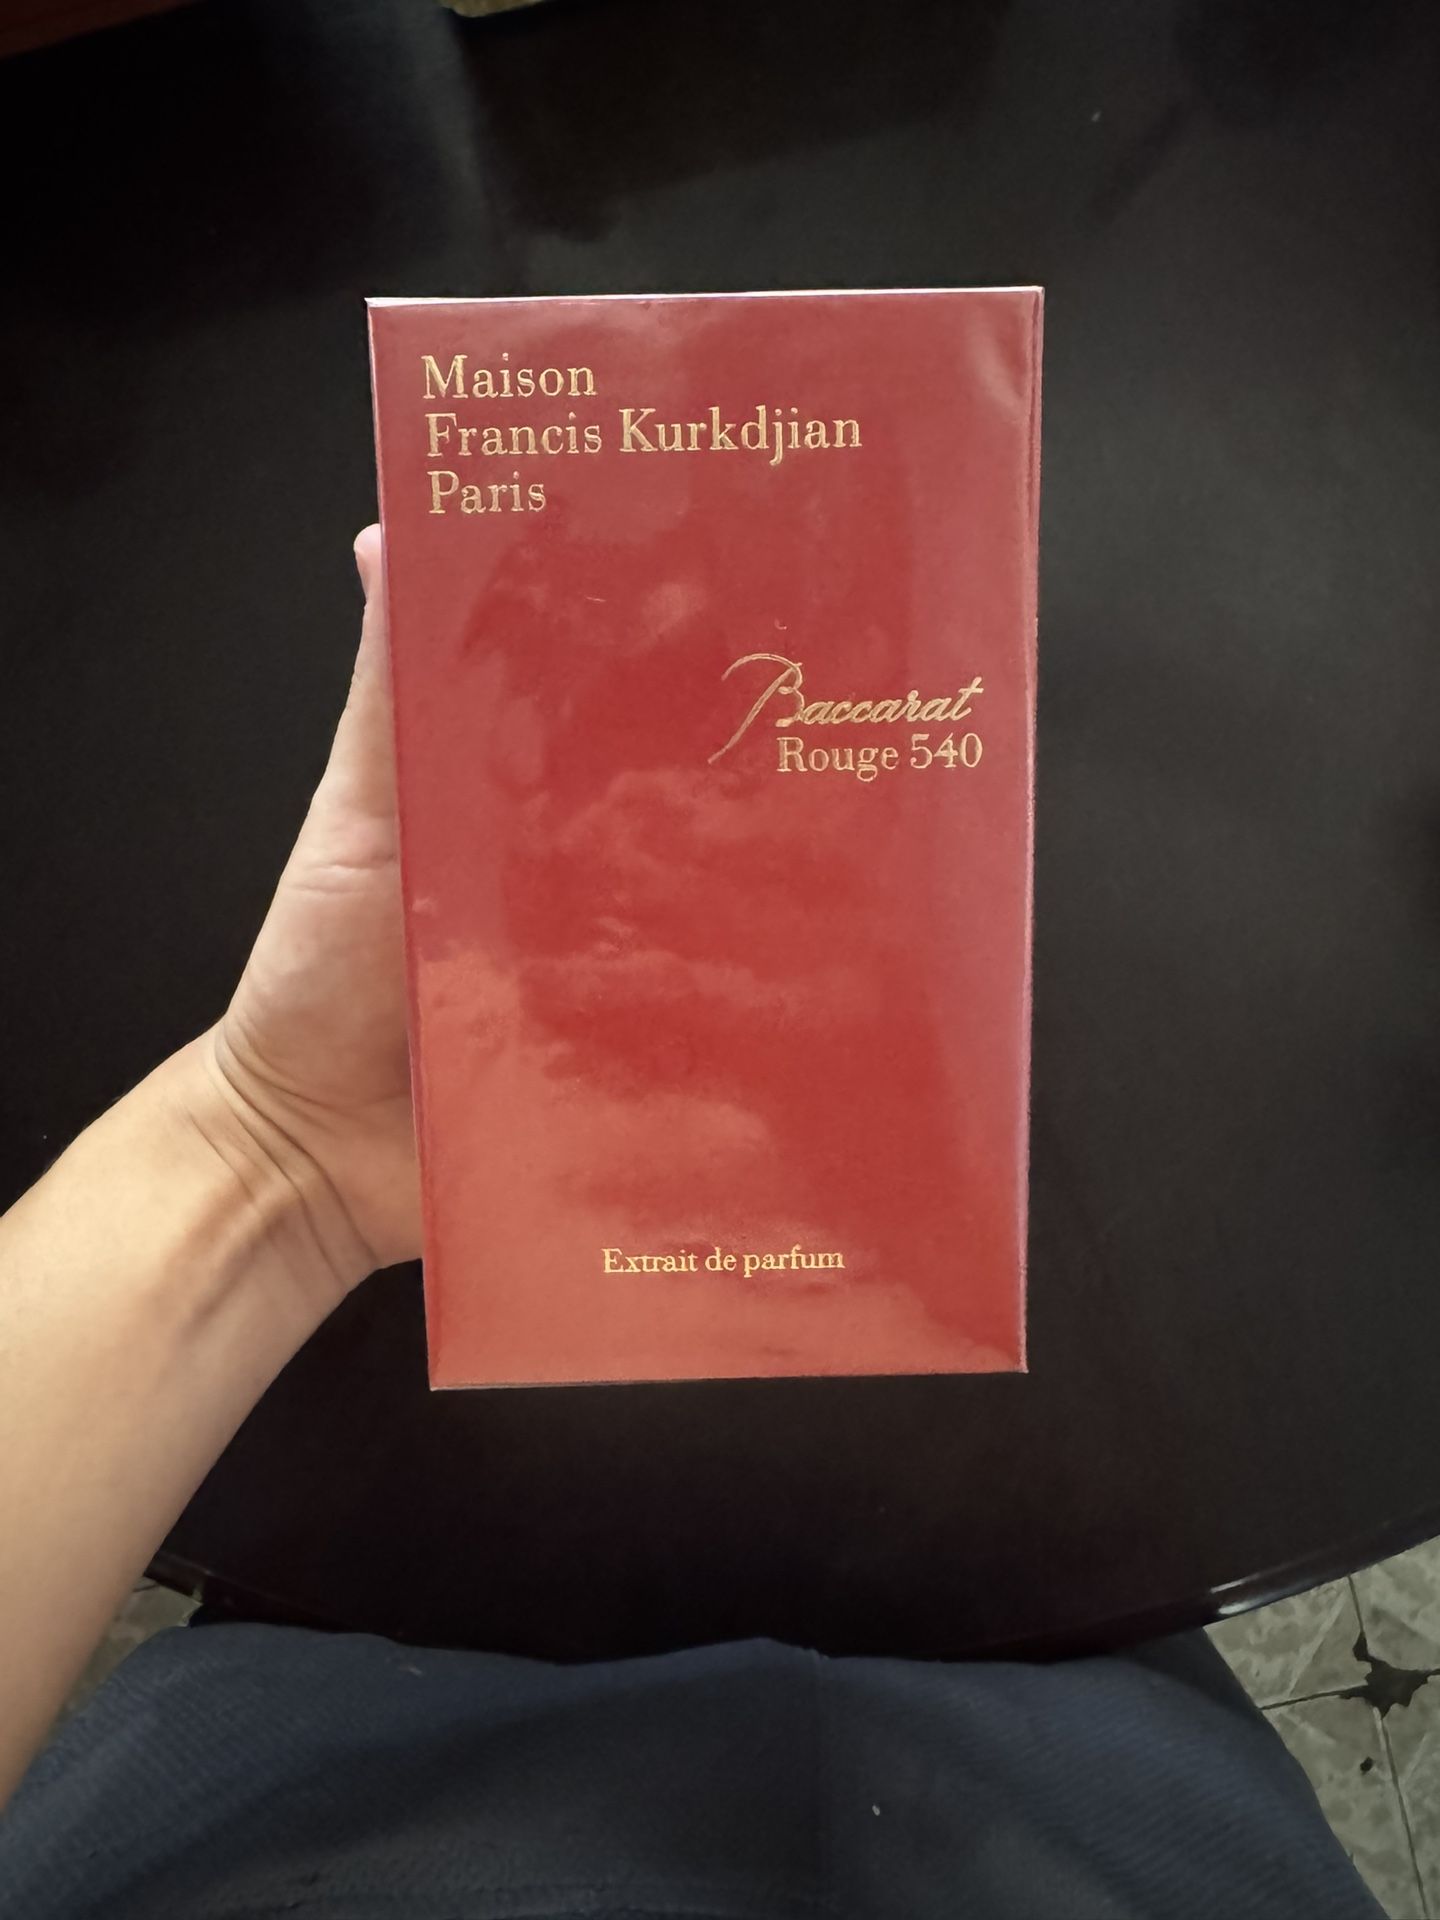 Maison
Francis Kurkdjian
Paris
Baccarat
Rouge 540
Extrait de parfum